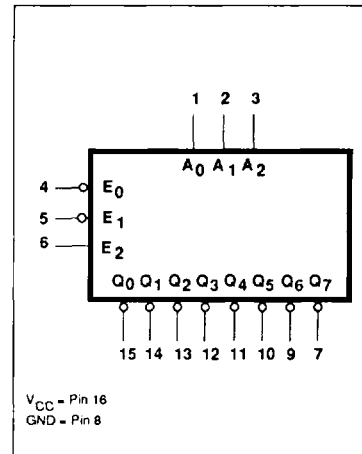 1 2 3
A0 A1 A2
4 E0
5 E1
6 E2
Q0 Q1 Q2 Q3 Q4 Q5 Q6 Q7
15 14 13 12 11 10 9 7
VCC = Pin 16
GND = Pin 8